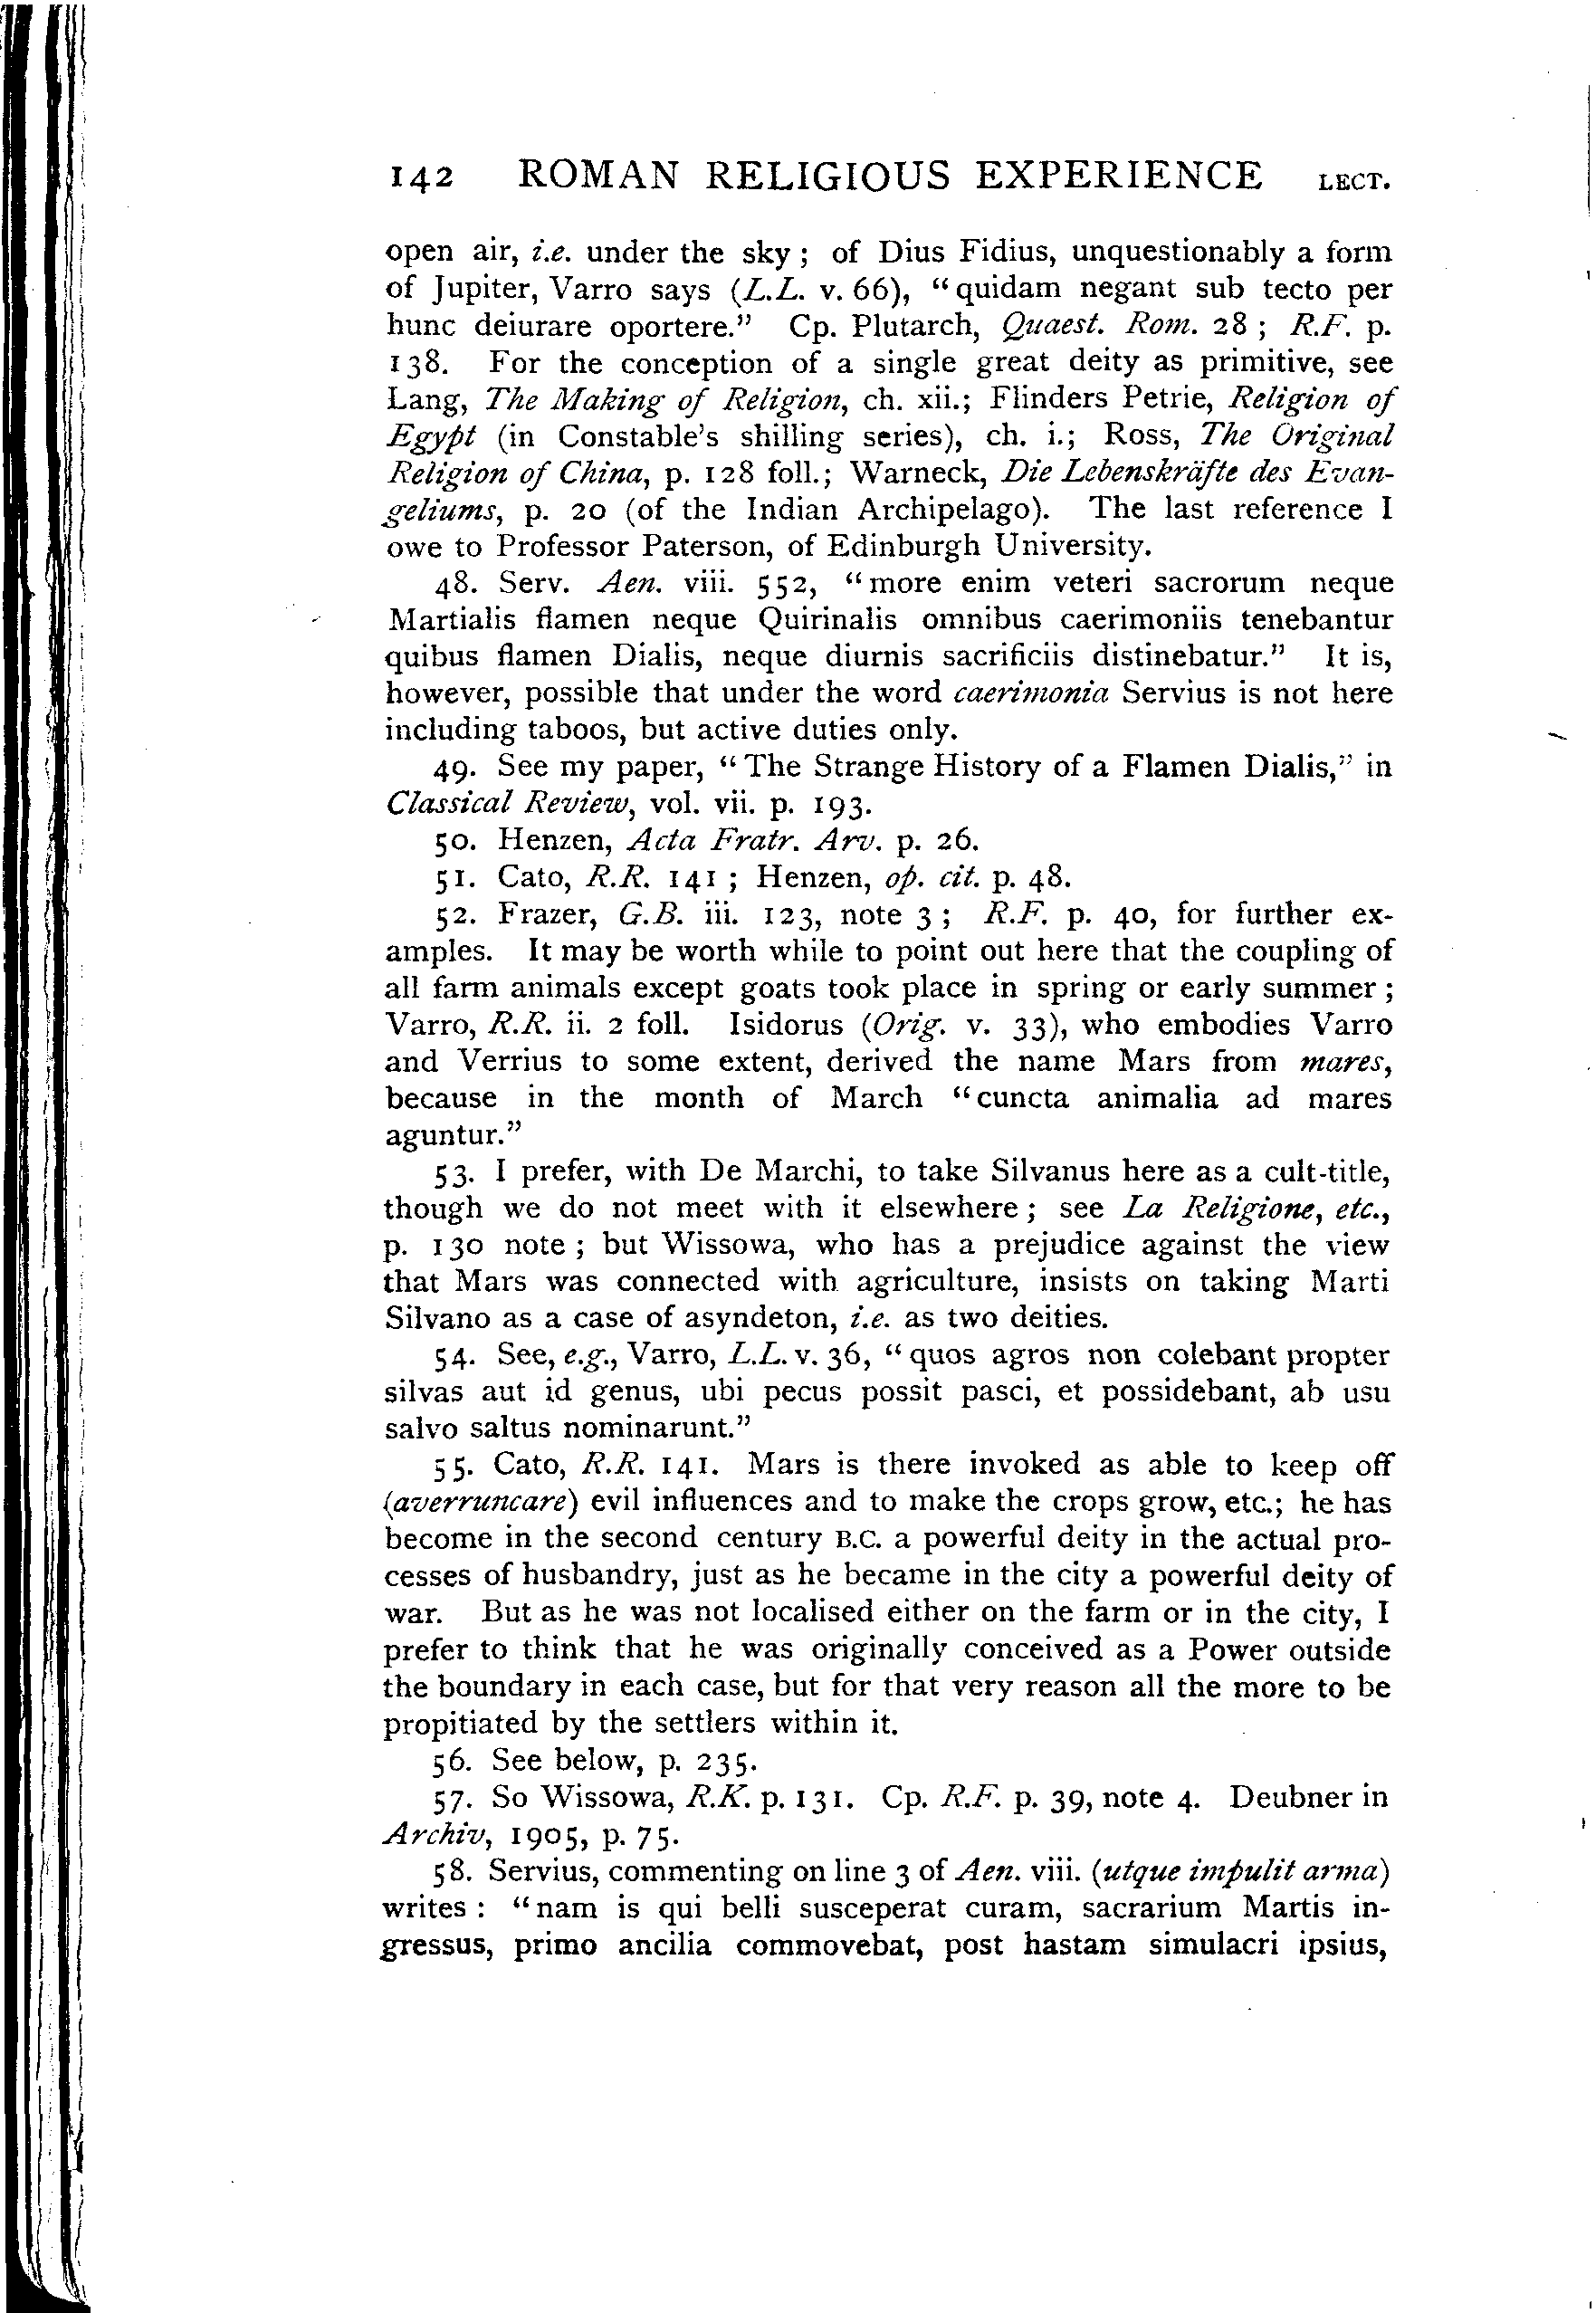 142 ROMAN RELIGIOUS EXPERIENCE LECT.
open air, i.e. under the sky; of Dius Fidius, unquestionably a form
of Jupiter, Varro says (L.L. v. 66), "quidam negant sub tecto per
hunc deiurare oportere." Cp. Plutarch, Quaest. Rom. 28; R.F. p.
138. For the conception of a single great deity as primitive, see
Lang, The Making of Religion, ch. xii.; Flinders Petrie, Religion of
Egypt (in Constable's shilling series), ch. i.; Ross, The Original
Religion of China, p. 128 foll.; Warneck, Die Lebenskräfte des Evan-
geliums, p. 20 (of the Indian Archipelago). The last reference I
owe to Professor Paterson, of Edinburgh University.
48. Serv. Aen. viii. 552, "more enim veteri sacrorum neque
Martialis flamen neque Quirinalis omnibus caerimoniis tenebantur
quibus flamen Dialis, neque diurnis sacrificiis distinebatur." It is,
however, possible that under the word caerimonia Servius is not here
including taboos, but active duties only.
49. See my paper, "The Strange History of a Flamen Dialis," in
Classical Review, vol. vii. p. 193.
50. Henzen, Acta Fratr. Arv. p. 26.
51. Cato, R.R. 141; Henzen, op. cit. p. 48.
52. Frazer, G.B. iii. 123, note 3; R.F. p. 40, for further ex-
amples. It may be worth while to point out here that the coupling of
all farm animals except goats took place in spring or early summer;
Varro, R.R. ii. 2 foll. Isidorus (Orig. v. 33), who embodies Varro
and Verrius to some extent, derived the name Mars from mares,
because in the month of March "cuncta animalia ad mares
aguntur."
53. I prefer, with De Marchi, to take Silvanus here as a cult-title,
though we do not meet with it elsewhere; see La Religione, etc.,
p. 130 note; but Wissowa, who has a prejudice against the view
that Mars was connected with agriculture, insists on taking Marti
Silvano as a case of asyndeton, i.e. as two deities.
54. See, e.g., Varro, L.L. v. 36, "quos agros non colebant propter
silvas aut id genus, ubi pecus possit pasci, et possidebant, ab usu
salvo saltus nominarunt."
55. Cato, R.R. 141. Mars is there invoked as able to keep off
(averruncare) evil influences and to make the crops grow, etc.; he has
become in the second century B.C. a powerful deity in the actual pro-
cesses of husbandry, just as he became in the city a powerful deity of
war. But as he was not localised either on the farm or in the city, I
prefer to think that he was originally conceived as a Power outside
the boundary in each case, but for that very reason all the more to be
propitiated by the settlers within it.
56. See below, p. 235.
57. So Wissowa, R.K. p. 131. Cp. R.F. p. 39, note 4. Deubner in
Archiv, 1905, p. 75.
58. Servius, commenting on line 3 of Aen. viii. (utque impulit arma)
writes: "nam is qui belli susceperat curam, sacrarium Martis in-
gressus, primo ancilia commovebat, post hastam simulacri ipsius,